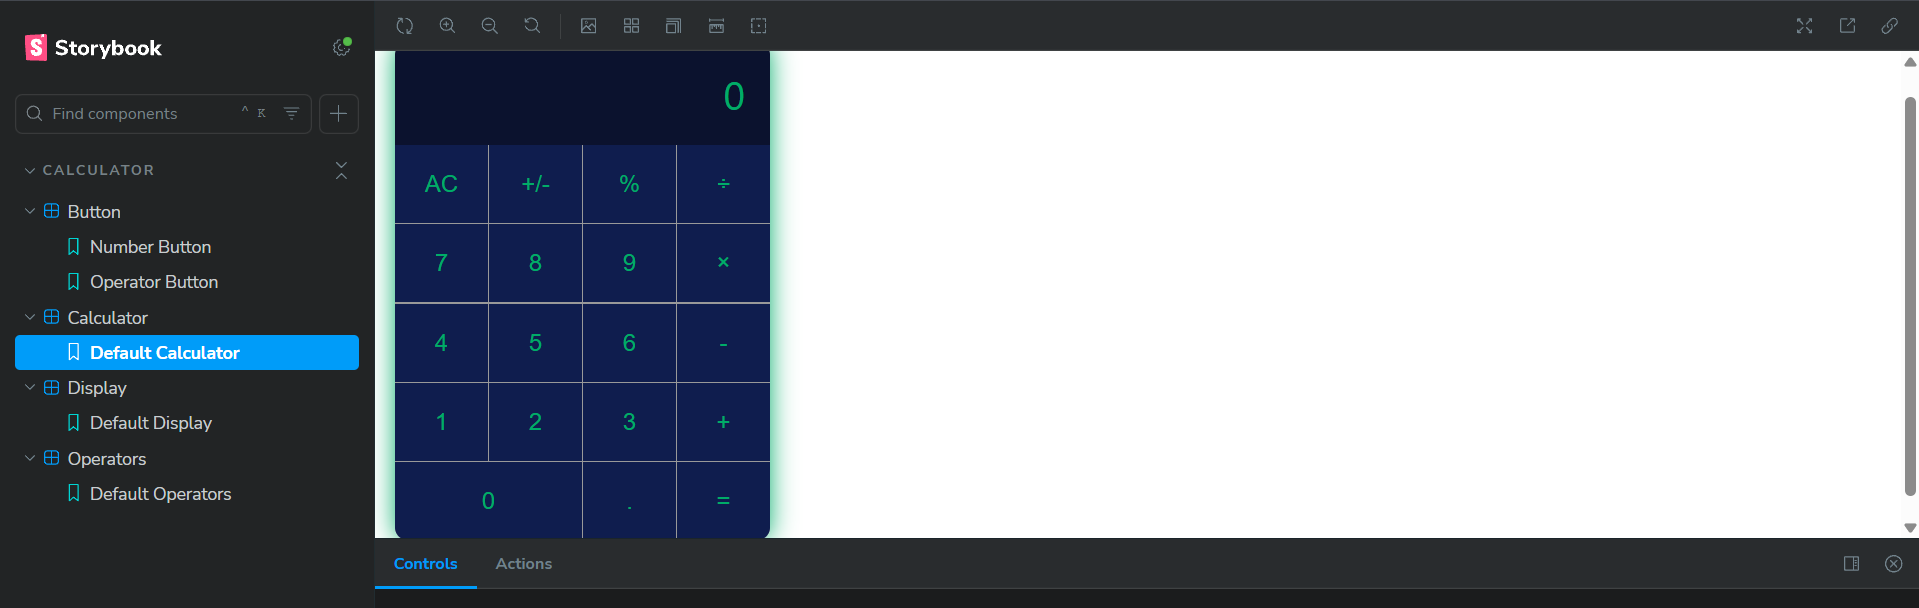 Storybook
Find components ^ K
CALCULATOR
Button
Number Button
Operator Button
Calculator
Default Calculator
Display
Default Display
Operators
Default Operators
0
AC +/- % ÷
7 8 9 ×
4 5 6 -
1 2 3 +
0 . =
Controls Actions